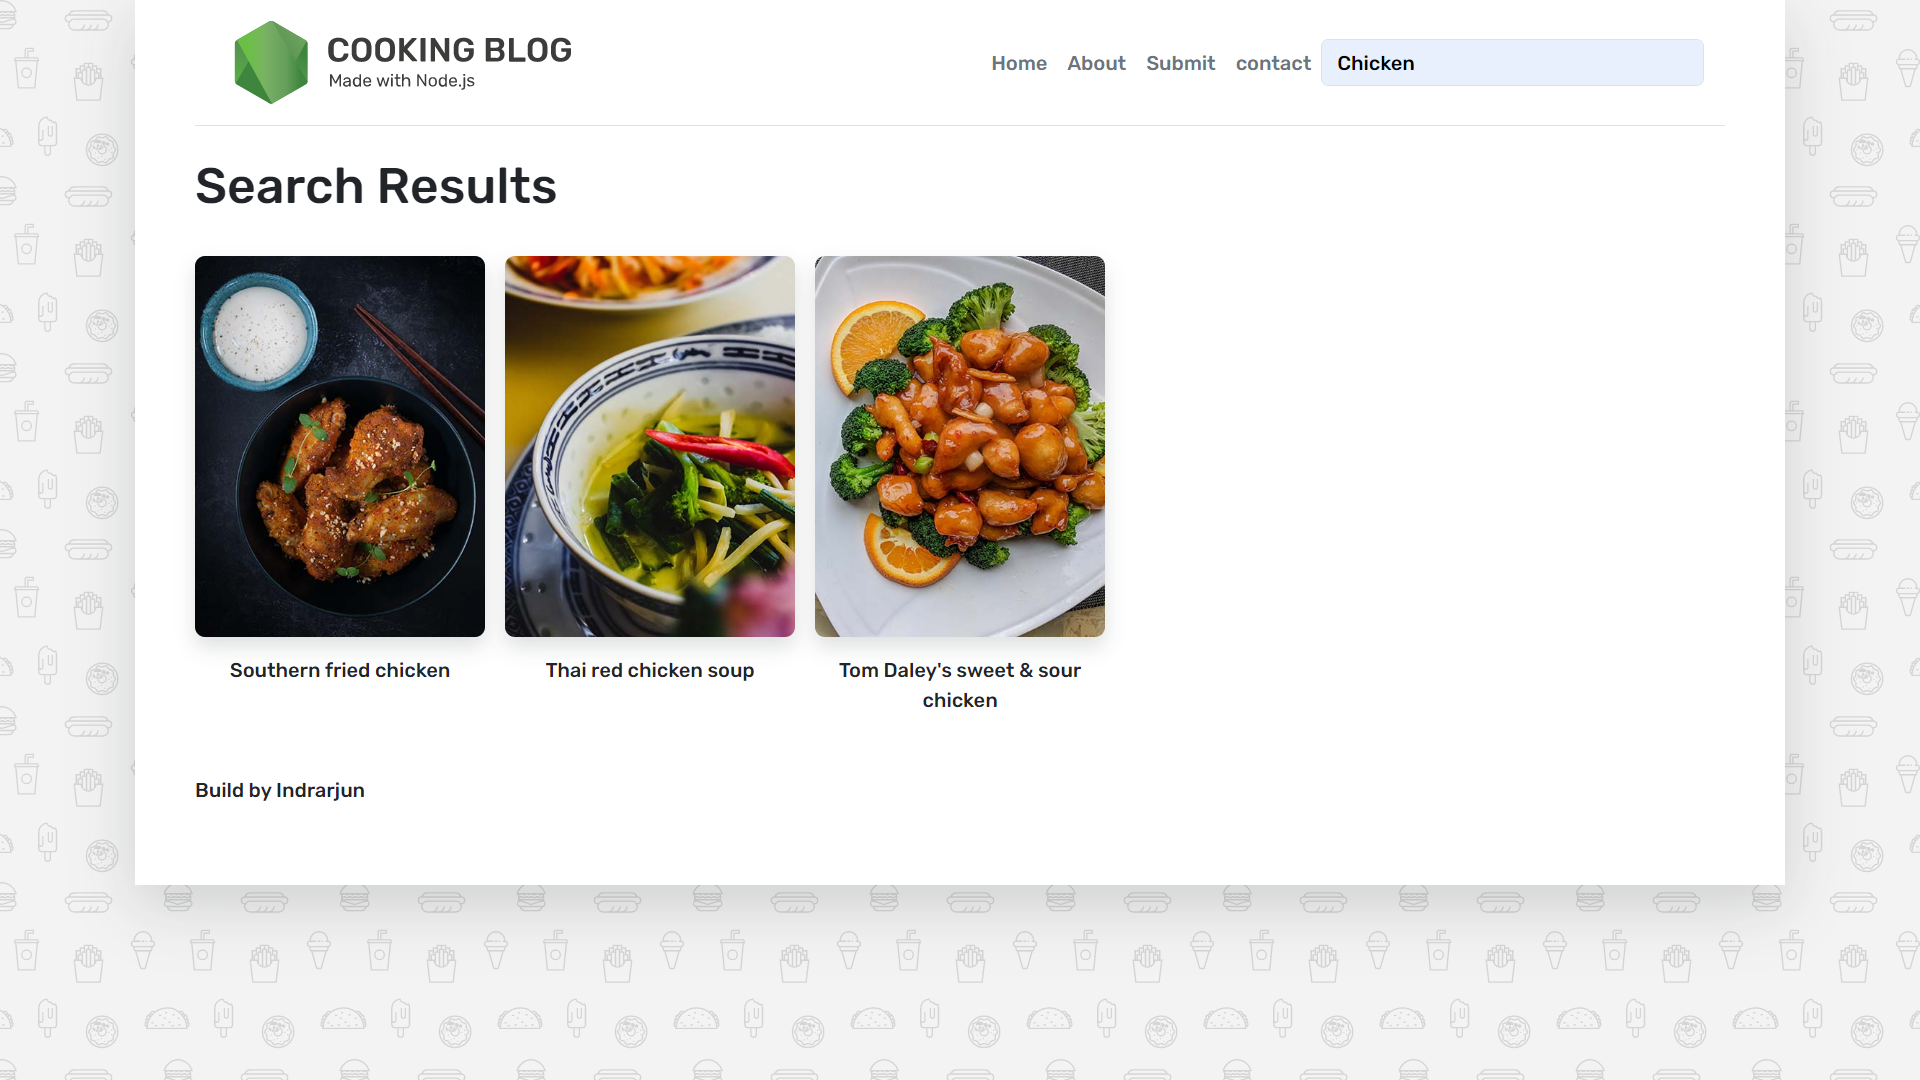 COOKING BLOG
Made with Node.js
Home About Submit contact Chicken
Search Results
Southern fried chicken
Thai red chicken soup
Tom Daley's sweet & sour
chicken
Build by Indrarjun